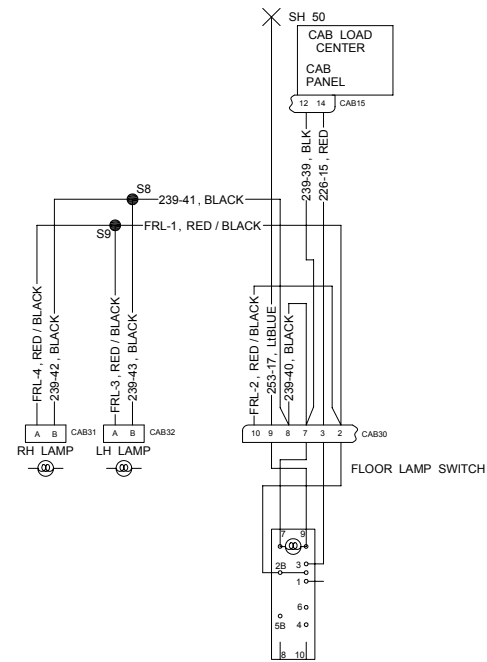 SH 50
CAB LOAD
CENTER
CAB
PANEL
12 14 CAB15
239-39, BLK
226-15, RED
S8
239-41, BLACK
S9
FRL-1, RED / BLACK
FRL-4, RED / BLACK
239-42, BLACK
FRL-3, RED / BLACK
239-43, BLACK
FRL-2, RED / BLACK
253-17, LtBLUE
239-40, BLACK
A B CAB31
A B CAB32
10 9 8 7 3 2 CAB30
RH LAMP
LH LAMP
FLOOR LAMP SWITCH
7 9
2B 3
1
6
5B 4
8 10